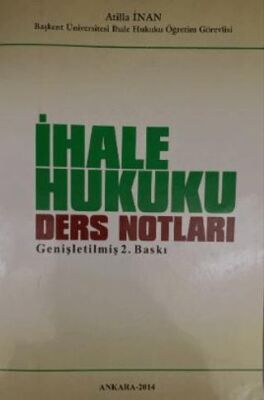 Atilla İNAN
Başkent Üniversitesi İhale Hukuku Öğretim Görevlisi
İHALE
HUKUKU
DERS NOTLARI
Genişletilmiş 2. Baskı
ANKARA-2014